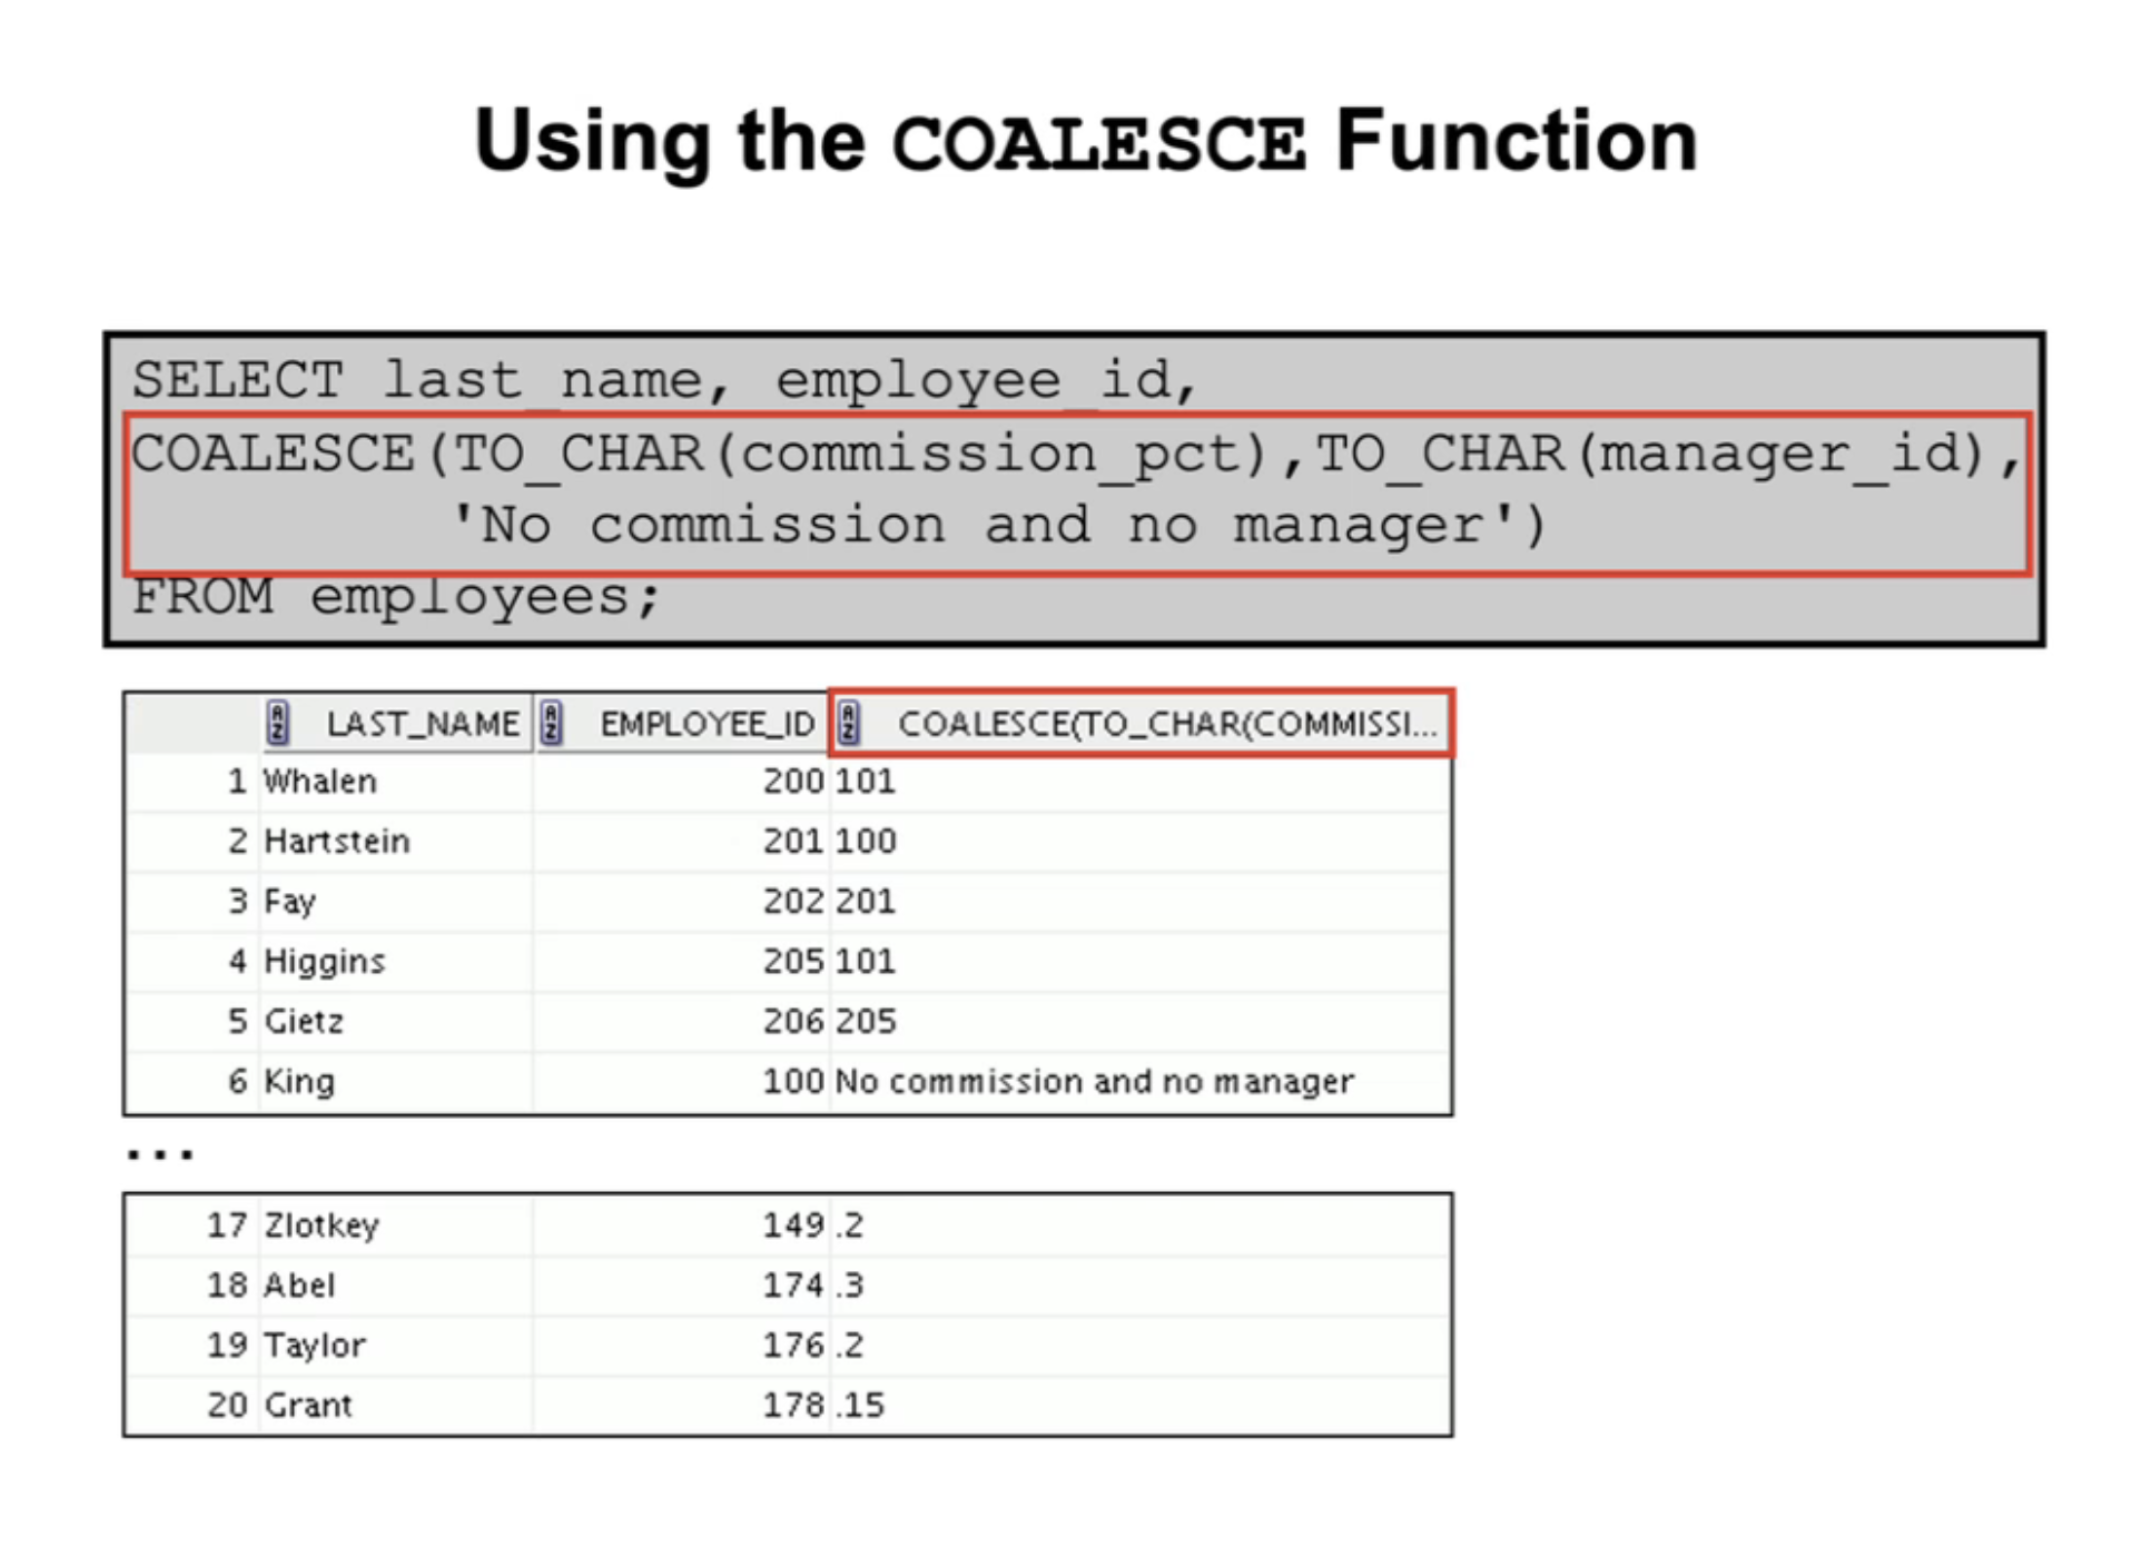 Using the COALESCE Function
SELECT last_name, employee_id,
COALESCE(TO_CHAR(commission_pct),TO_CHAR(manager_id),
'No commission and no manager')
FROM employees;
LAST_NAME EMPLOYEE_ID COALESCE(TO_CHAR(COMMISSI...
1 Whalen 200 101
2 Hartstein 201 100
3 Fay 202 201
4 Higgins 205 101
5 Gietz 206 205
6 King 100 No commission and no manager
...
17 Zlotkey 149 .2
18 Abel 174 .3
19 Taylor 176 .2
20 Grant 178 .15